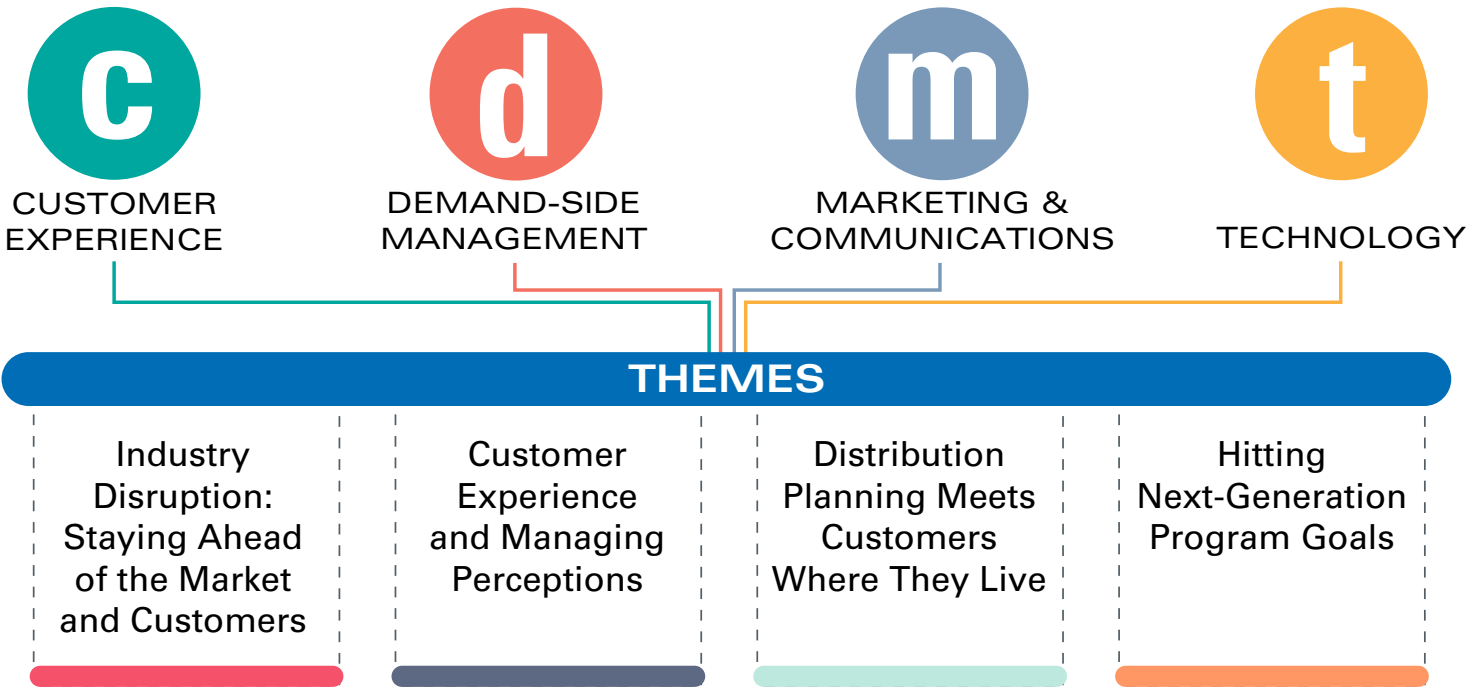 c
d
m
t
CUSTOMER
EXPERIENCE
DEMAND-SIDE
MANAGEMENT
MARKETING &
COMMUNICATIONS
TECHNOLOGY
THEMES
Industry
Disruption:
Staying Ahead
of the Market
and Customers
Customer
Experience
and Managing
Perceptions
Distribution
Planning Meets
Customers
Where They Live
Hitting
Next-Generation
Program Goals